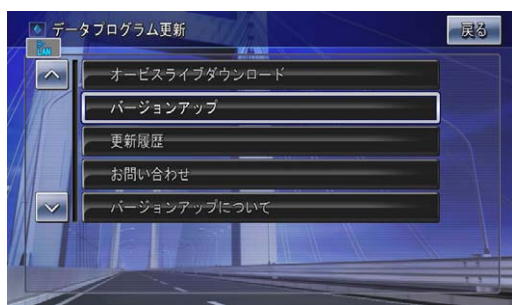 データプログラム更新
戻る
LAN
オービスライブダウンロード
バージョンアップ
更新履歴
お問い合わせ
バージョンアップについて